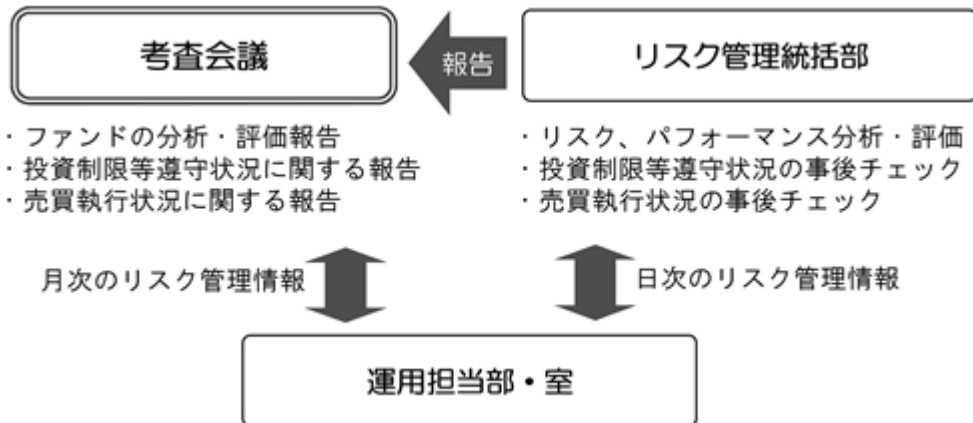 考査会議
報告
リスク管理統括部
・ファンドの分析・評価報告
・投資制限等遵守状況に関する報告
・売買執行状況に関する報告
・リスク、パフォーマンス分析・評価
・投資制限等遵守状況の事後チェック
・売買執行状況の事後チェック
月次のリスク管理情報
日次のリスク管理情報
運用担当部・室